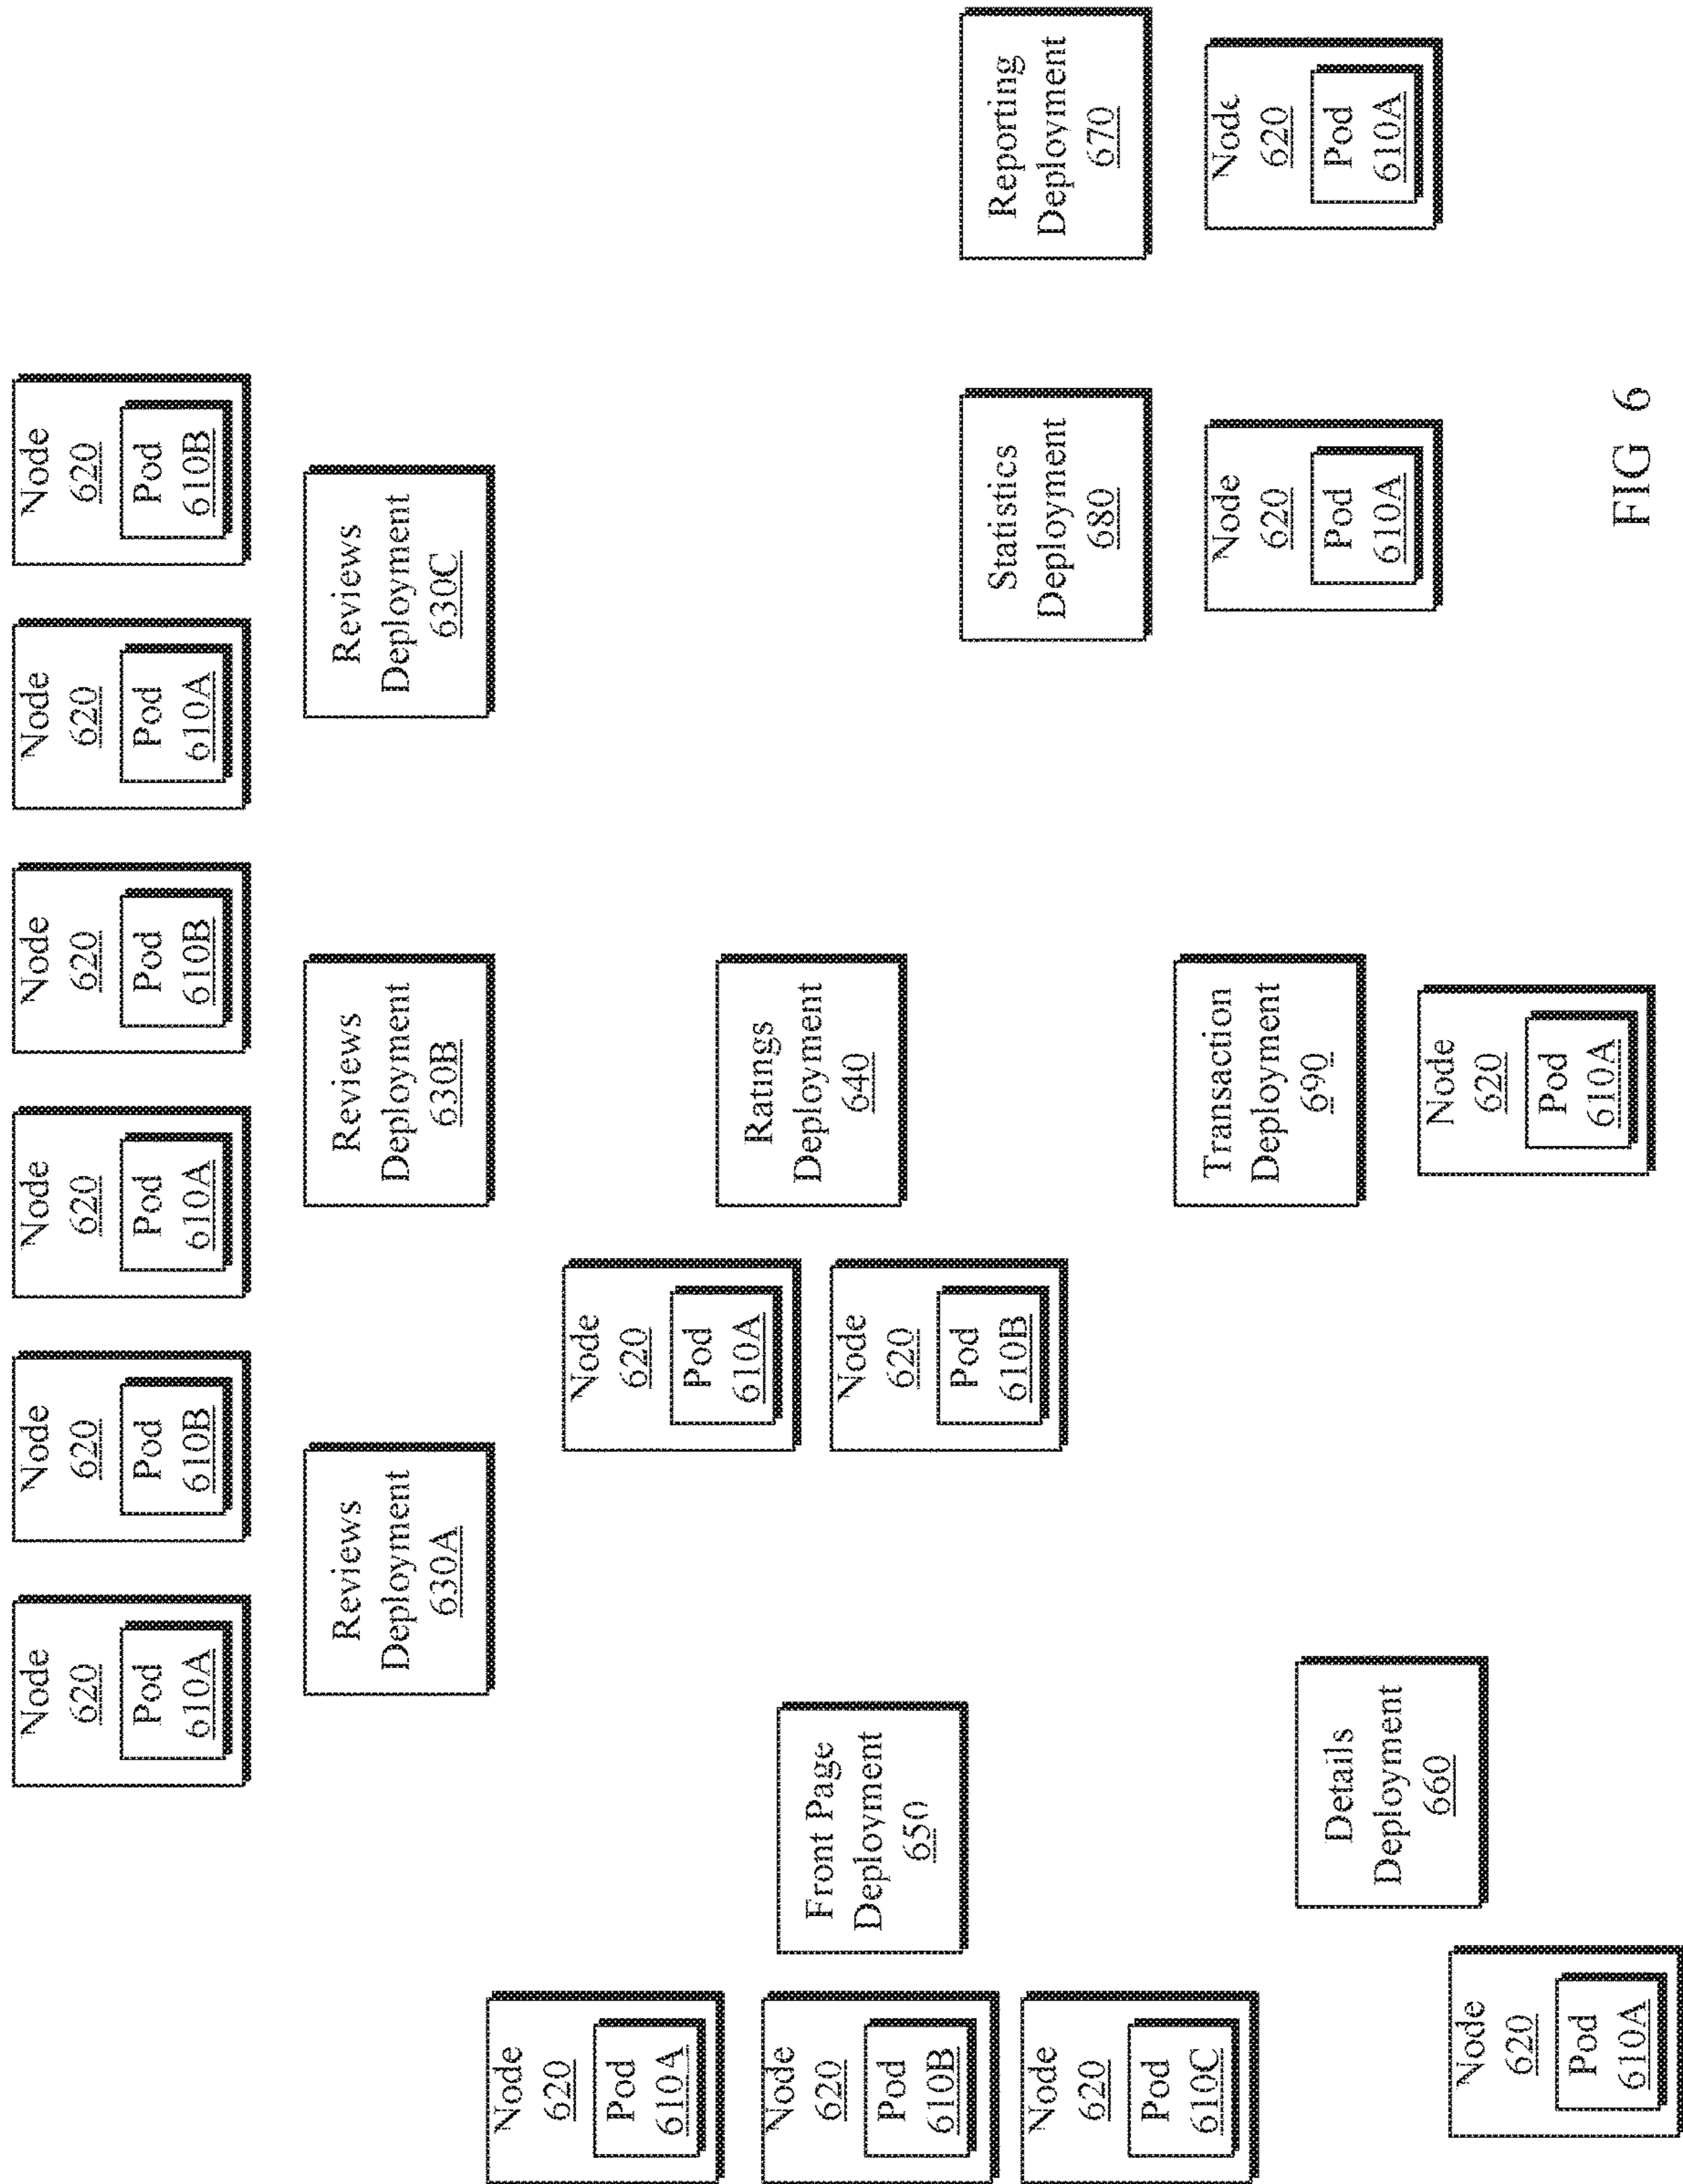 Node
620
Pod
610A
Node
620
Pod
610B
Node
620
Pod
610A
Node
620
Pod
610B
Node
620
Pod
610A
Node
620
Pod
610B
Reviews
Deployment
630A
Reviews
Deployment
630B
Reviews
Deployment
630C
Node
620
Pod
610A
Node
620
Pod
610B
Node
620
Pod
610C
Front Page
Deployment
650
Node
620
Pod
610A
Node
620
Pod
610B
Ratings
Deployment
640
Statistics
Deployment
680
Reporting
Deployment
670
Node
620
Pod
610A
Node
620
Pod
610A
Details
Deployment
660
Node
620
Pod
610A
Transaction
Deployment
690
Node
620
Pod
610A
FIG 6